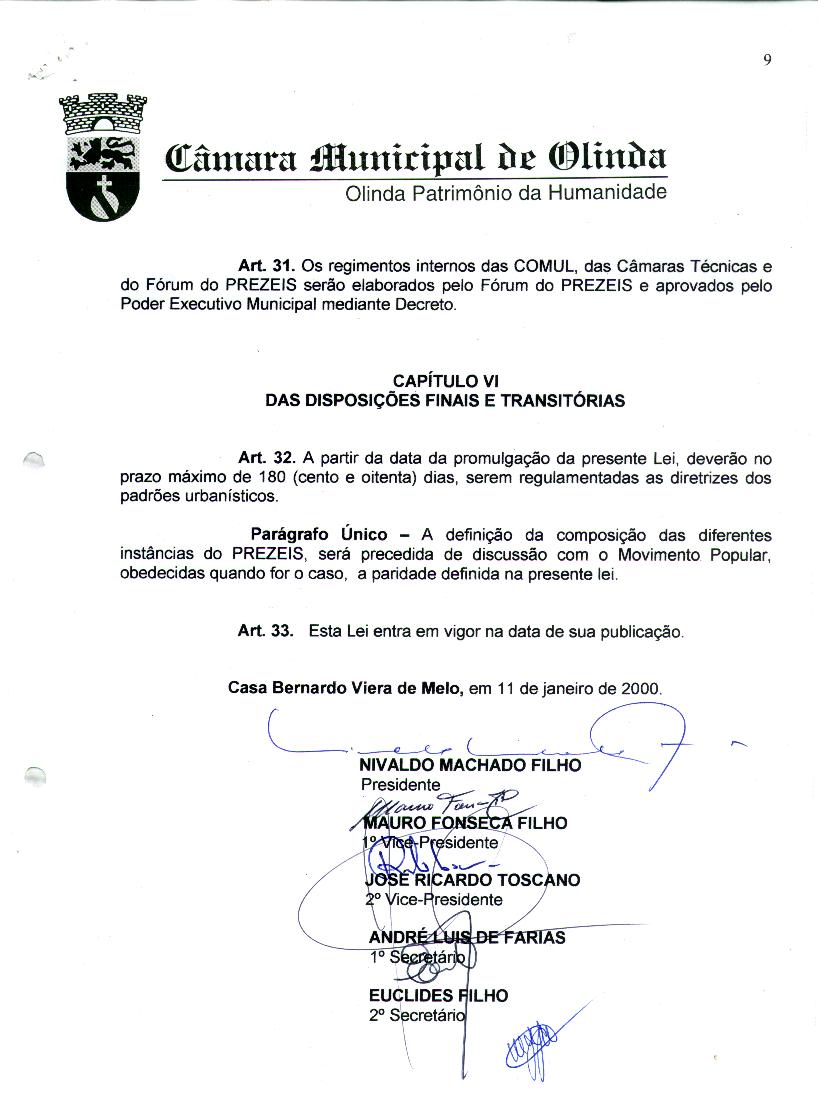 9
Câmara Municipal de Olinda
Olinda Patrimônio da Humanidade
Art. 31. Os regimentos internos das COMUL, das Câmaras Técnicas e
do Fórum do PREZEIS serão elaborados pelo Fórum do PREZEIS e aprovados pelo
Poder Executivo Municipal mediante Decreto.
CAPÍTULO VI
DAS DISPOSIÇÕES FINAIS E TRANSITÓRIAS
Art. 32. A partir da data da promulgação da presente Lei, deverão no
prazo máximo de 180 (cento e oitenta) dias, serem regulamentadas as diretrizes dos
padrões urbanísticos.
Parágrafo Único – A definição da composição das diferentes
instâncias do PREZEIS, será precedida de discussão com o Movimento Popular,
obedecidas quando for o caso, a paridade definida na presente lei.
Art. 33. Esta Lei entra em vigor na data de sua publicação.
Casa Bernardo Viera de Melo, em 11 de janeiro de 2000.
NIVALDO MACHADO FILHO
Presidente
MAURO FONSECA FILHO
1º Vice-Presidente
JOSÉ RICARDO TOSCANO
2º Vice-Presidente
ANDRÉ LUIS DE FARIAS
1º Secretário
EUCLIDES FILHO
2º Secretário